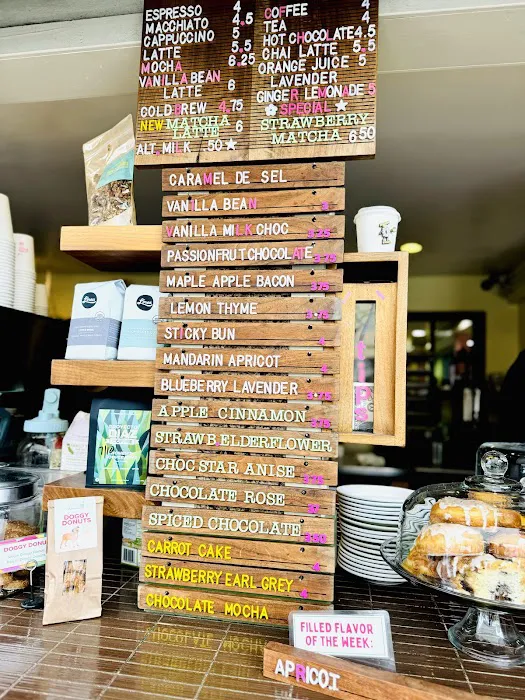 ESPRESSO 4
MACCHIATO 4.5
CAPPUCCINO 5
LATTE 5.5
MOCHA 6.25
VANILLA BEAN
LATTE 6
COLD BREW 4.75
NEW MATCHA
LATTE 6
ALT. MILK .50 ★
COFFEE 4
TEA 4
HOT CHOCOLATE 4.5
CHAI LATTE 5.5
ORANGE JUICE 5
LAVENDER
GINGER LEMONADE 5
SPECIAL ★
STRAWBERRY
MATCHA 6.50
CARAMEL DE SEL
VANILLA BEAN
VANILLA MILK CHOC
PASSIONFRUTCHOCOLATE
MAPLE APPLE BACON
LEMON THYME
STICKY BUN
MANDARIN APRICOT
BLUEBERRY LAVENDER
APPLE CINNAMON
STRAWB ELDERFLOWER
CHOC STAR ANISE
CHOCOLATE ROSE
SPICED CHOCOLATE
CARROT CAKE
STRAWBERRY EARL GREY
CHOCOLATE MOCHA
DOGGY
DONUTS
DOGGY DONUTS
DIAZ
FILLED FLAVOR
OF THE WEEK:
APRICOT